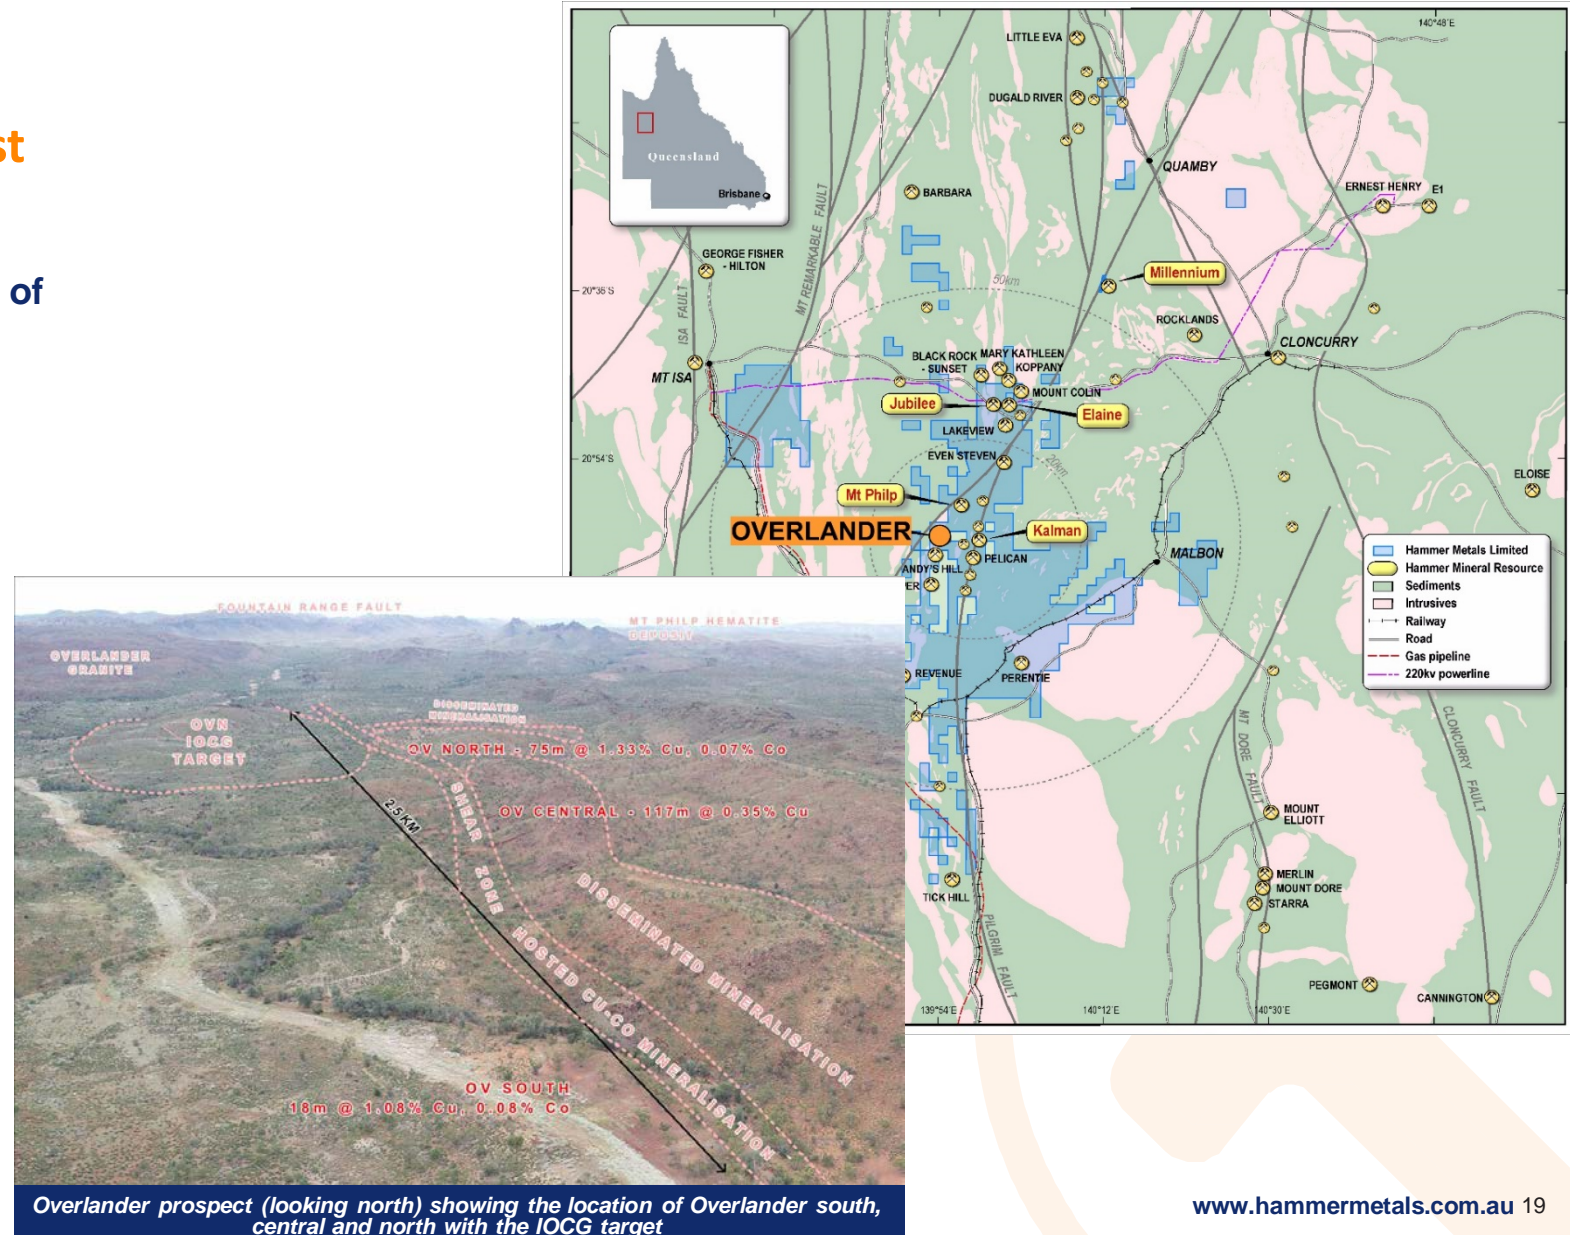 st
of
140°48'E
LITTLE EVA
DUGALD RIVER
QUAMBY
Queensland
Brisbane
BARBARA
MT REMARKABLE FAULT
ERNEST HENRY
E1
GEORGE FISHER
- HILTON
50km
Millennium
20°36'S
ISA FAULT
ROCKLANDS
CLONCURRY
BLACK ROCK
- SUNSET
MARY KATHLEEN
KOPPANY
MT ISA
MOUNT COLIN
Jubilee
Elaine
LAKEVIEW
20°54'S
EVEN STEVEN
20km
ELOISE
Mt Philp
OVERLANDER
Kalman
MALBON
ANDY'S HILL
PELICAN
ER
Hammer Metals Limited
Hammer Mineral Resource
Sediments
Intrusives
Railway
Road
Gas pipeline
220kv powerline
REVENUE
PERENTIE
MT DORE FAULT
CLONCURRY FAULT
MOUNT
ELLIOTT
MERLIN
MOUNT DORE
STARRA
TICK HILL
PILGRIM FAULT
PEGMONT
CANNINGTON
139°54'E
140°12'E
140°30'E
FOUNTAIN RANGE FAULT
MT PHILP HEMATITE
DEPOSIT
OVERLANDER
GRANITE
DISSEMINATED
MINERALISATION
OVN
IOCG
TARGET
OV NORTH - 75m @ 1.33% Cu, 0.07% Co
2.5 KM
OV CENTRAL - 117m @ 0.35% Cu
SHEAR ZONE HOSTED CU-CO MINERALISATION
DISSEMINATED MINERALISATION
OV SOUTH
18m @ 1.08% Cu, 0.08% Co
Overlander prospect (looking north) showing the location of Overlander south,
central and north with the IOCG target
www.hammermetals.com.au 19